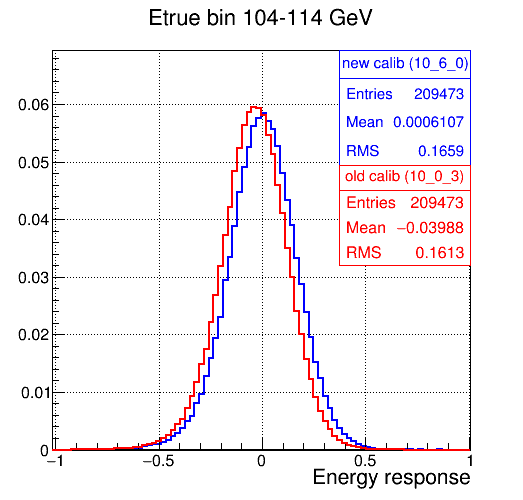 Etrue bin 104-114 GeV
new calib (10_6_0)
Entries 209473
Mean 0.0006107
RMS 0.1659
old calib (10_0_3)
Entries 209473
Mean −0.03988
RMS 0.1613
0.06
0.05
0.04
0.03
0.02
0.01
0
−1 −0.5 0 0.5 1
Energy response